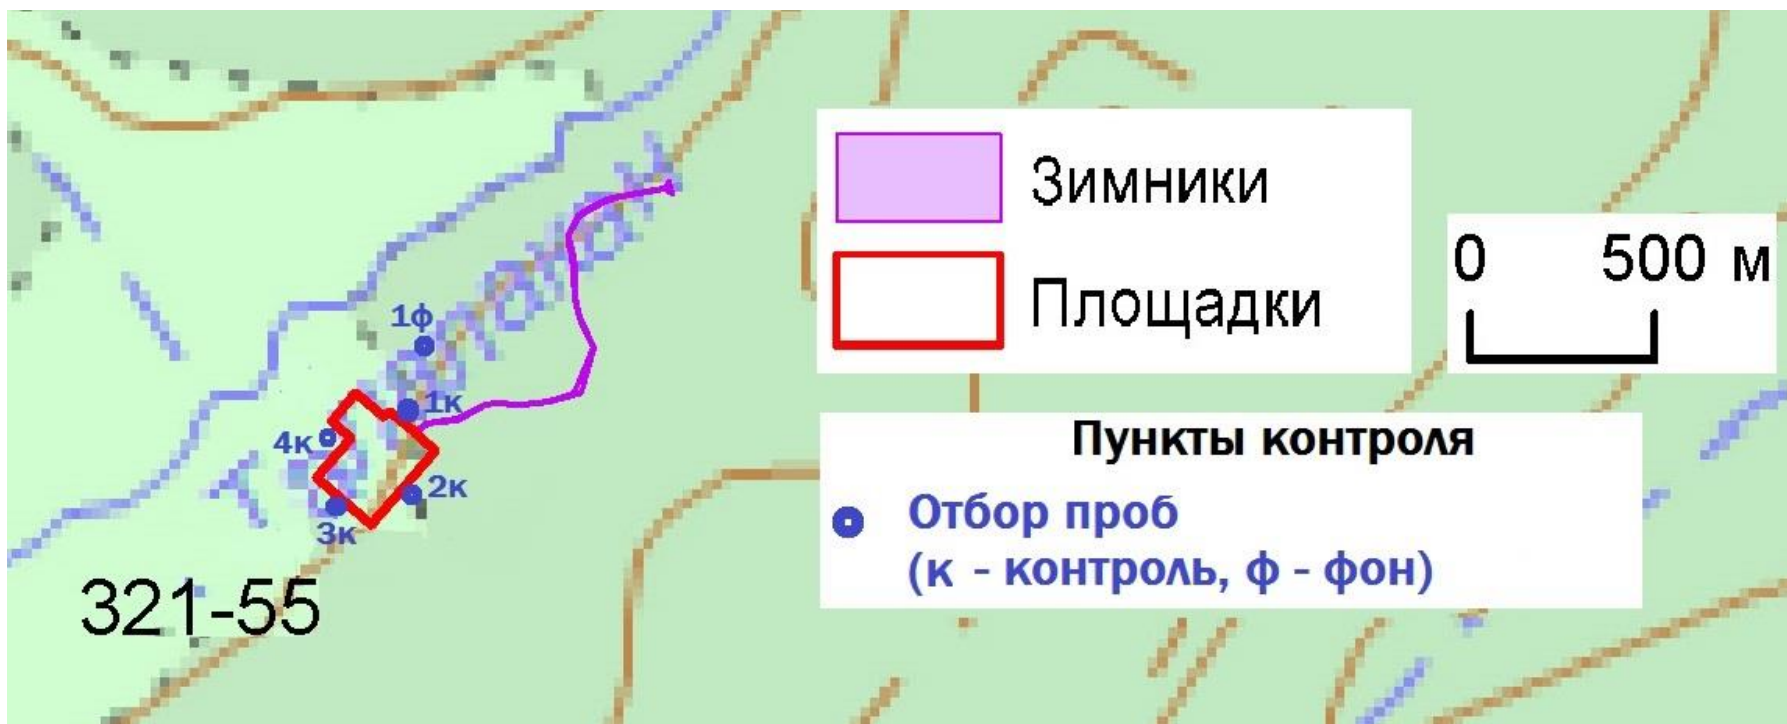 Зимники
0 500 м
Площадки
1ф
1к
4к
2к
3к
Пункты контроля
Отбор проб
(к - контроль, ф - фон)
321-55